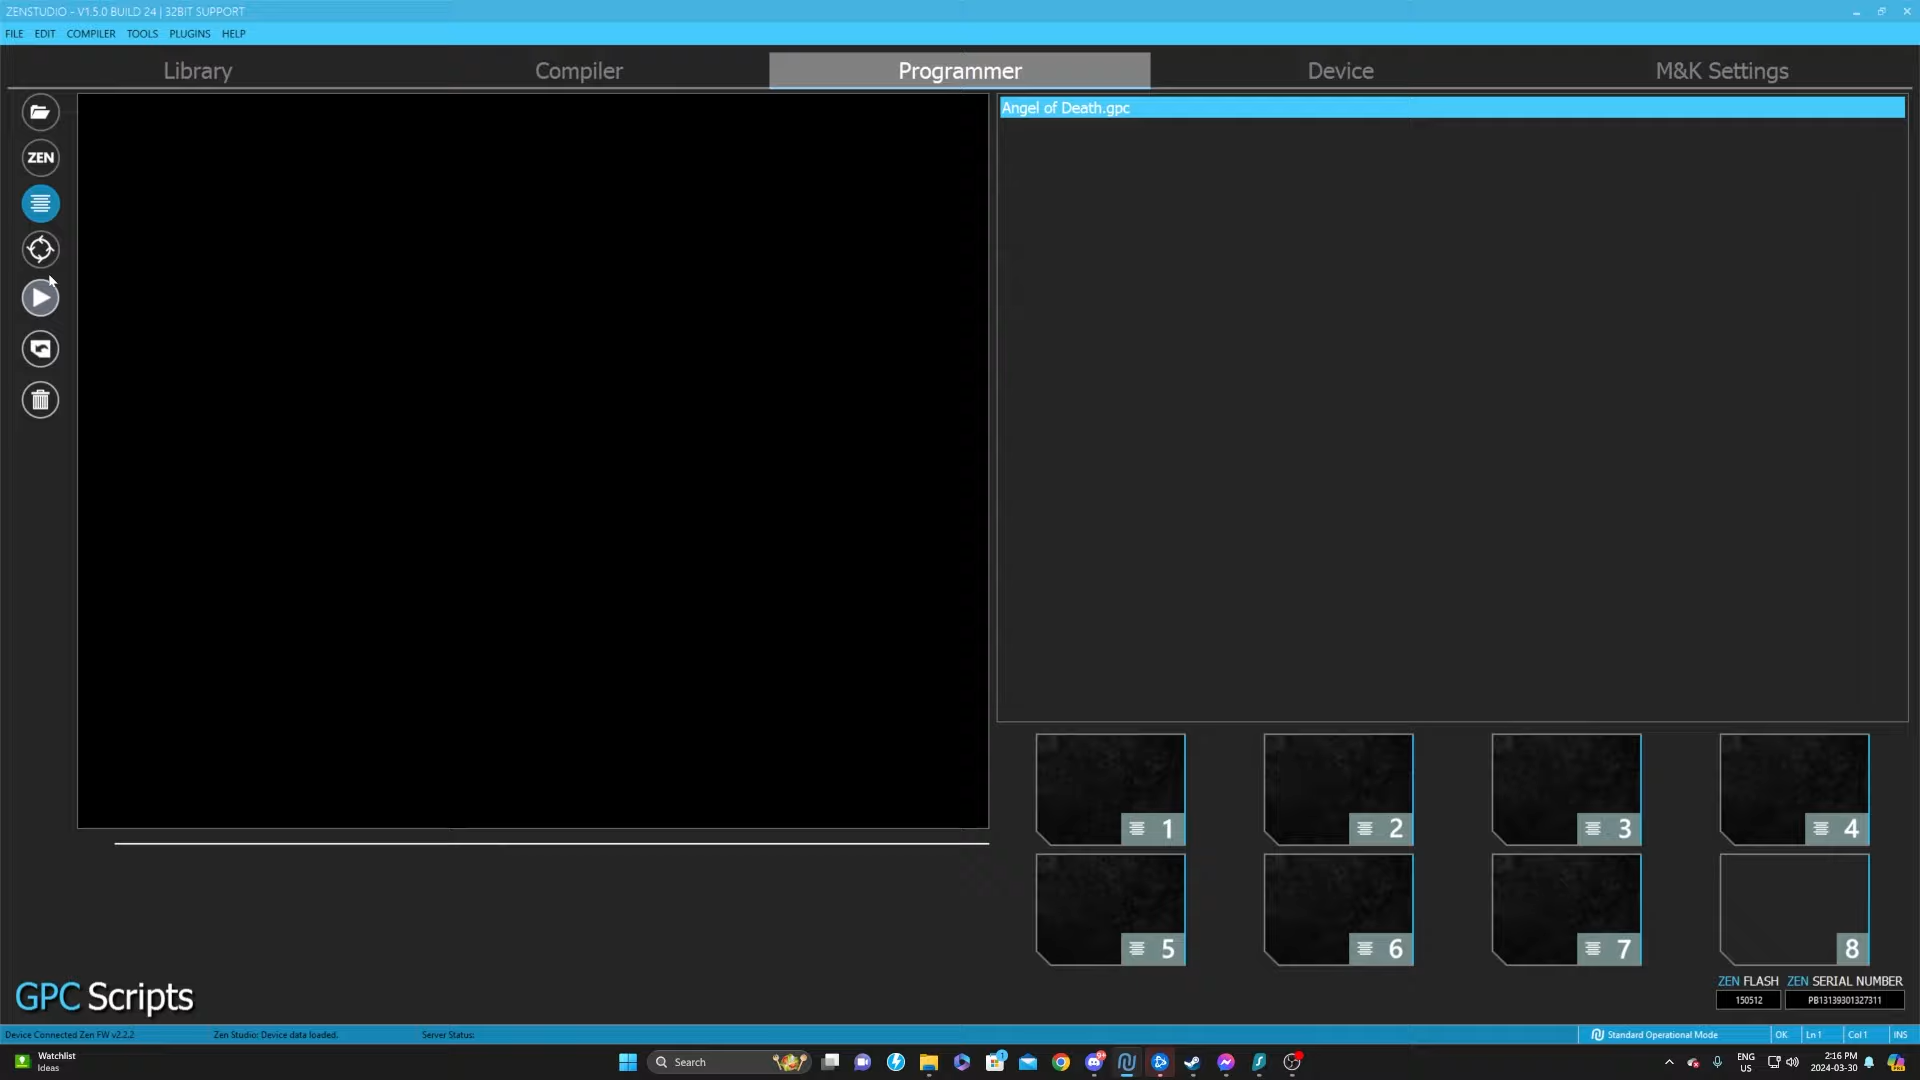 ZENSTUDIO - V1.5.0 BUILD 24 | 32BIT SUPPORT
FILE EDIT COMPILER TOOLS PLUGINS HELP
Library Compiler Programmer Device M&K Settings
Angel of Death.gpc
ZEN
1 2 3 4
5 6 7 8
GPC Scripts
ZEN FLASH ZEN SERIAL NUMBER
150512 PB13139301327311
Device Connected Zen FW v2.2.2 Zen Studio: Device data loaded. Server Status: Standard Operational Mode OK Ln 1 Col 1 INS
Watchlist
Ideas
Search
ENG
US
2:16 PM
2024-03-30